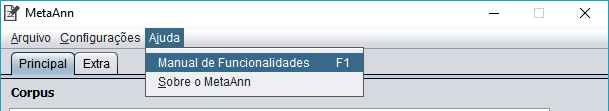 MetaAnn
Arquivo Configurações Ajuda
Manual de Funcionalidades F1
Principal Extra
Sobre o MetaAnn
Corpus